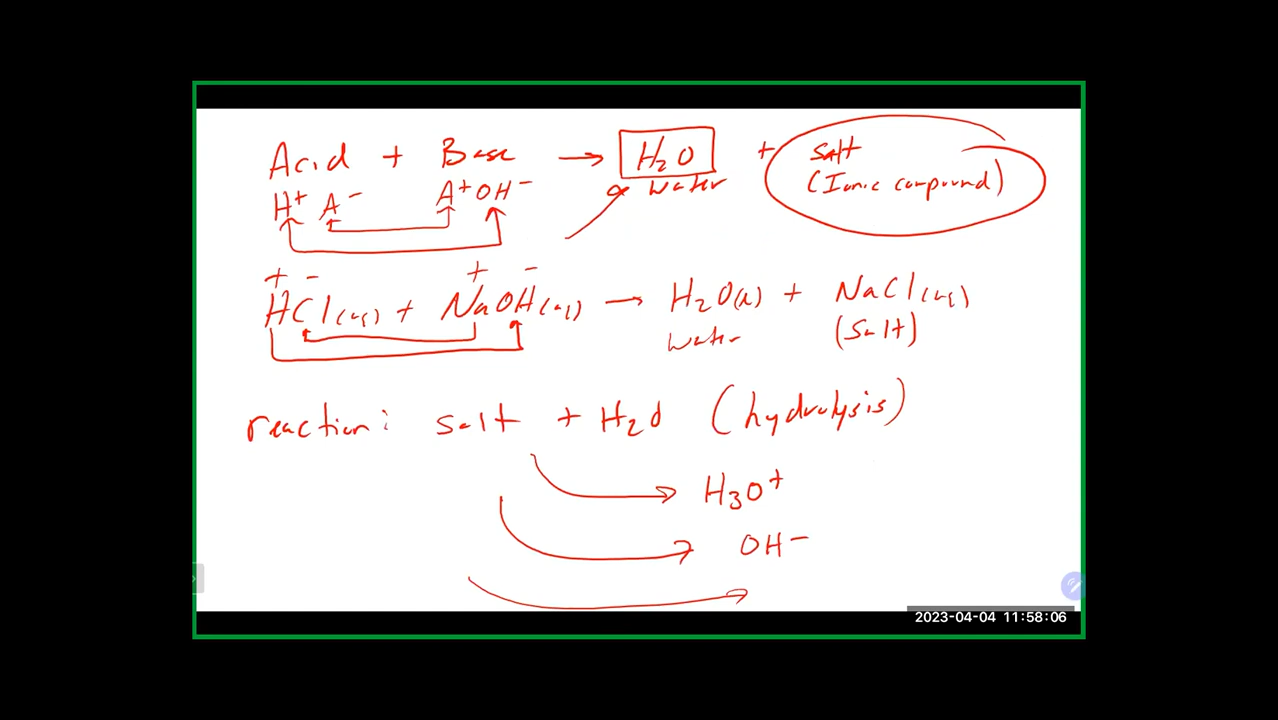 Acid + Base → H2O + Salt
H+ A- A+ OH- water (Ionic compound)
+ - + -
HCl(aq) + NaOH(aq) → H2O(l) + NaCl(aq)
water (Salt)
reaction: salt + H2O (hydrolysis)
→ H3O+
→ OH-
→
2023-04-04 11:58:06